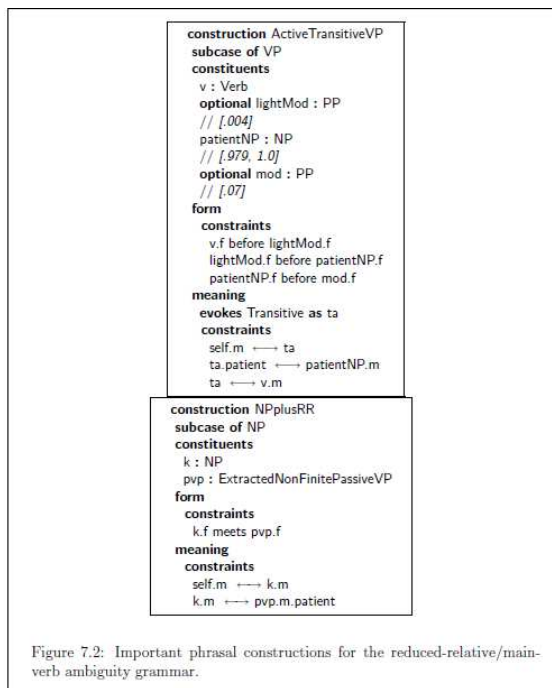 construction ActiveTransitiveVP
subcase of VP
constituents
v : Verb
optional lightMod : PP
// [.004]
patientNP : NP
// [.979, 1.0]
optional mod : PP
// [.07]
form
constraints
v.f before lightMod.f
lightMod.f before patientNP.f
patientNP.f before mod.f
meaning
evokes Transitive as ta
constraints
self.m ⟷ ta
ta.patient ⟷ patientNP.m
ta ⟷ v.m
construction NPplusRR
subcase of NP
constituents
k : NP
pvp : ExtractedNonFinitePassiveVP
form
constraints
k.f meets pvp.f
meaning
constraints
self.m ⟷ k.m
k.m ⟷ pvp.m.patient
Figure 7.2: Important phrasal constructions for the reduced-relative/main-
verb ambiguity grammar.